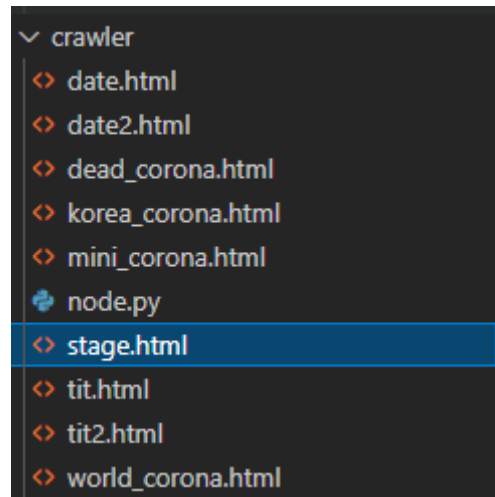 crawler
date.html
date2.html
dead_corona.html
korea_corona.html
mini_corona.html
node.py
stage.html
tit.html
tit2.html
world_corona.html